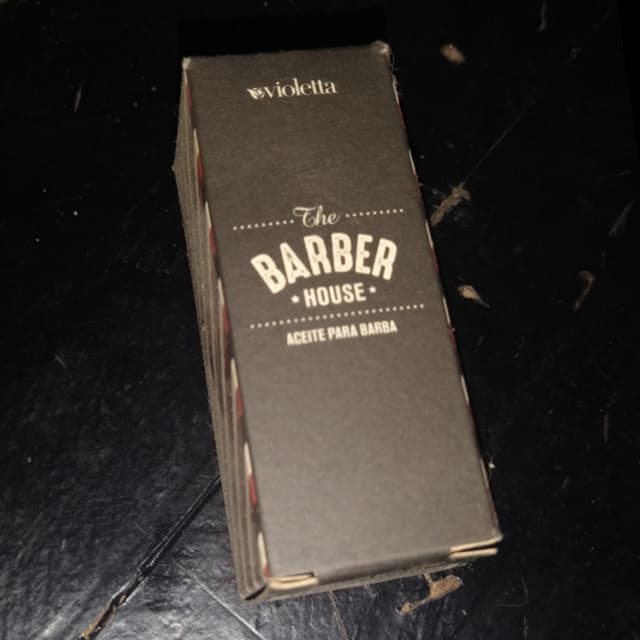 violetta
The
BARBER
HOUSE
ACEITE PARA BARBA